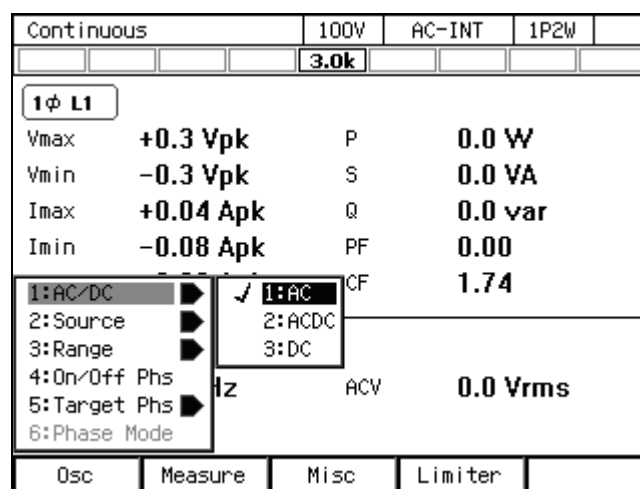 Continuous 100V AC-INT 1P2W
3.0k
1φ L1
Vmax +0.3 Vpk P 0.0 W
Vmin -0.3 Vpk S 0.0 VA
Imax +0.04 Apk Q 0.0 var
Imin -0.08 Apk PF 0.00
CF 1.74
1:AC/DC 1:AC
2:Source 2:ACDC
3:Range 3:DC
4:On/Off Phs
Hz ACV 0.0 Vrms
5:Target Phs
6:Phase Mode
Osc Measure Misc Limiter